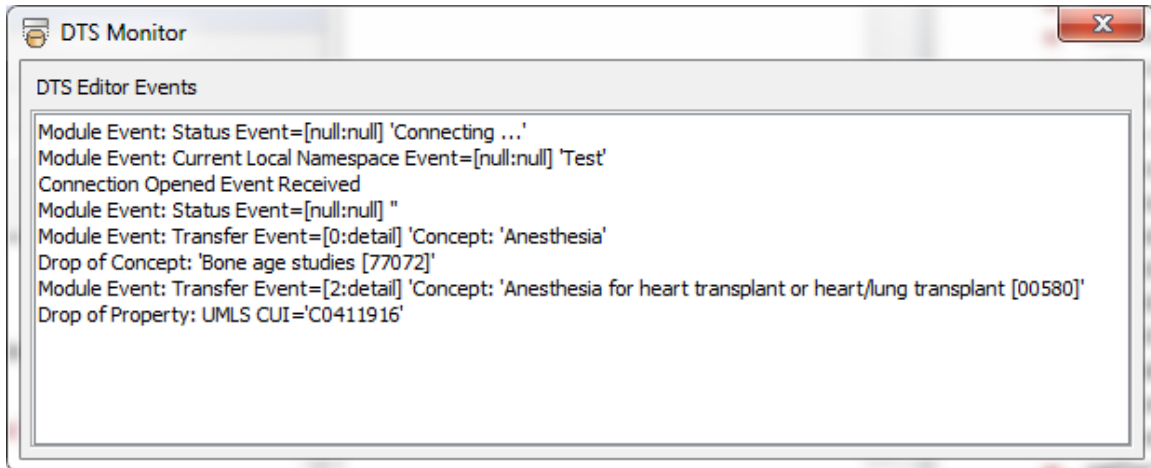 DTS Monitor
DTS Editor Events
Module Event: Status Event=[null:null] 'Connecting ...'
Module Event: Current Local Namespace Event=[null:null] 'Test'
Connection Opened Event Received
Module Event: Status Event=[null:null] ''
Module Event: Transfer Event=[0:detail] 'Concept: 'Anesthesia'
Drop of Concept: 'Bone age studies [77072]'
Module Event: Transfer Event=[2:detail] 'Concept: 'Anesthesia for heart transplant or heart/lung transplant [00580]'
Drop of Property: UMLS CUI='C0411916'